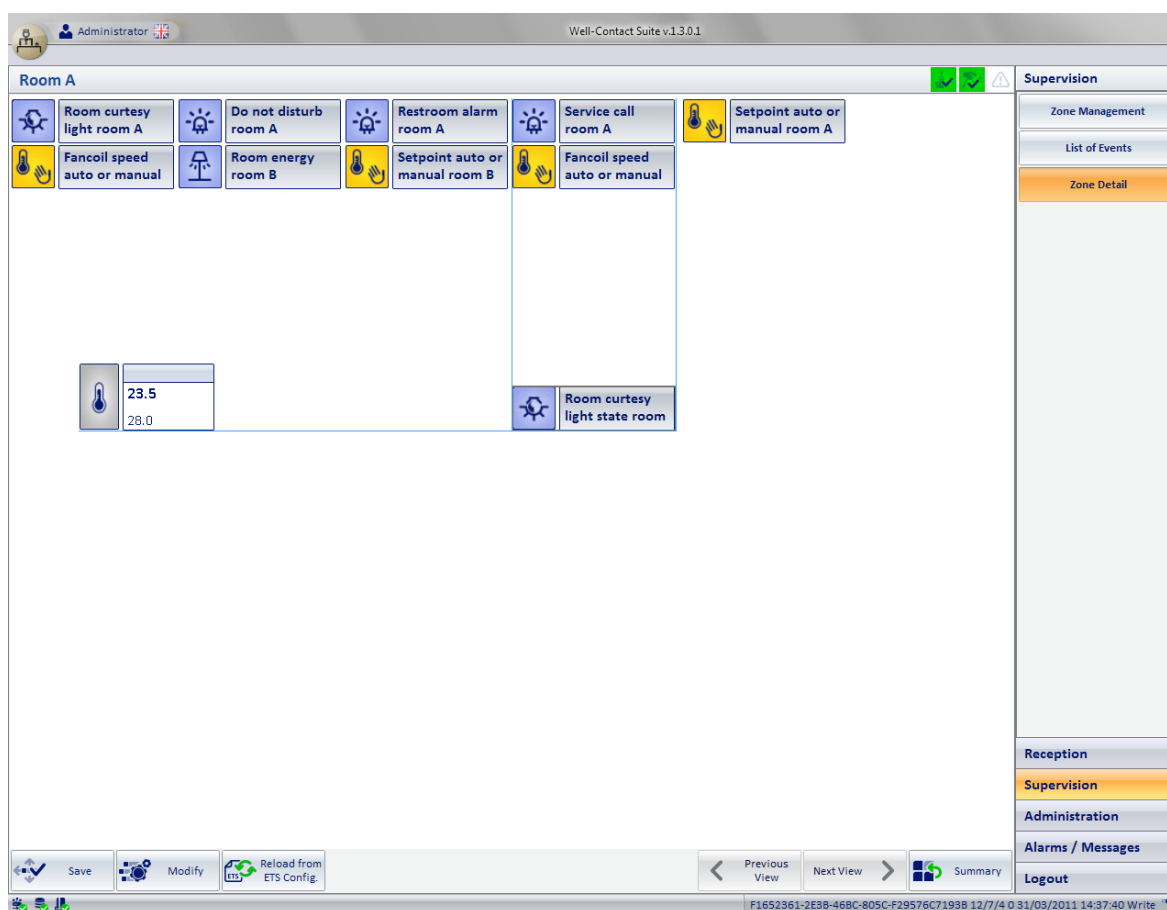 Administrator
Well-Contact Suite v.1.3.0.1
Room A
Supervision
Room curtesy
light room A
Do not disturb
room A
Restroom alarm
room A
Service call
room A
Setpoint auto or
manual room A
Fancoil speed
auto or manual
Room energy
room B
Setpoint auto or
manual room B
Fancoil speed
auto or manual
Zone Management
List of Events
Zone Detail
23.5
28.0
Room curtesy
light state room
Reception
Supervision
Administration
Alarms / Messages
Logout
Save
Modify
ETS
Reload from
ETS Config.
Previous
View
Next View
Summary
F1652361-2E3B-46BC-805C-F29576C7193B 12/7/4 0 31/03/2011 14:37:40 Write